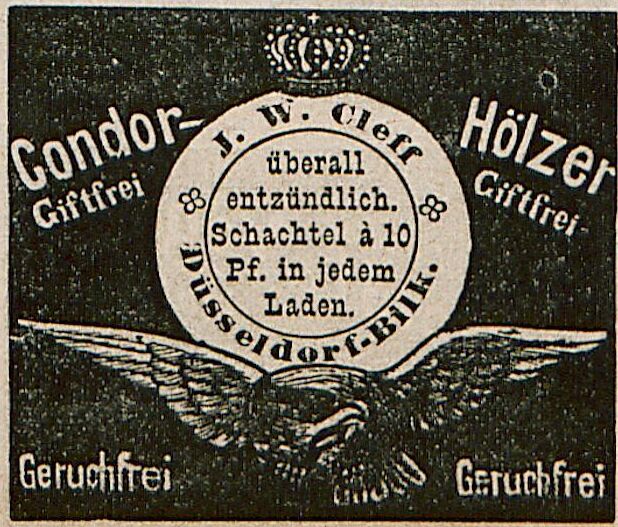 Condor-
Hölzer
Giftfrei
Giftfrei
J. W. Cleff
überall
entzündlich.
Schachtel à 10
Pf. in jedem
Laden.
Düsseldorf-Bilk.
Geruchfrei
Geruchfrei